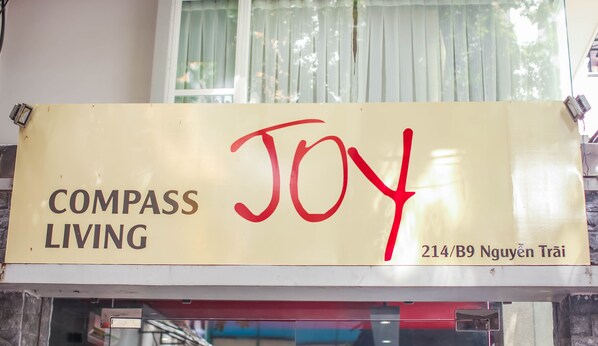 COMPASS
LIVING
JOY
214/B9 Nguyễn Trãi